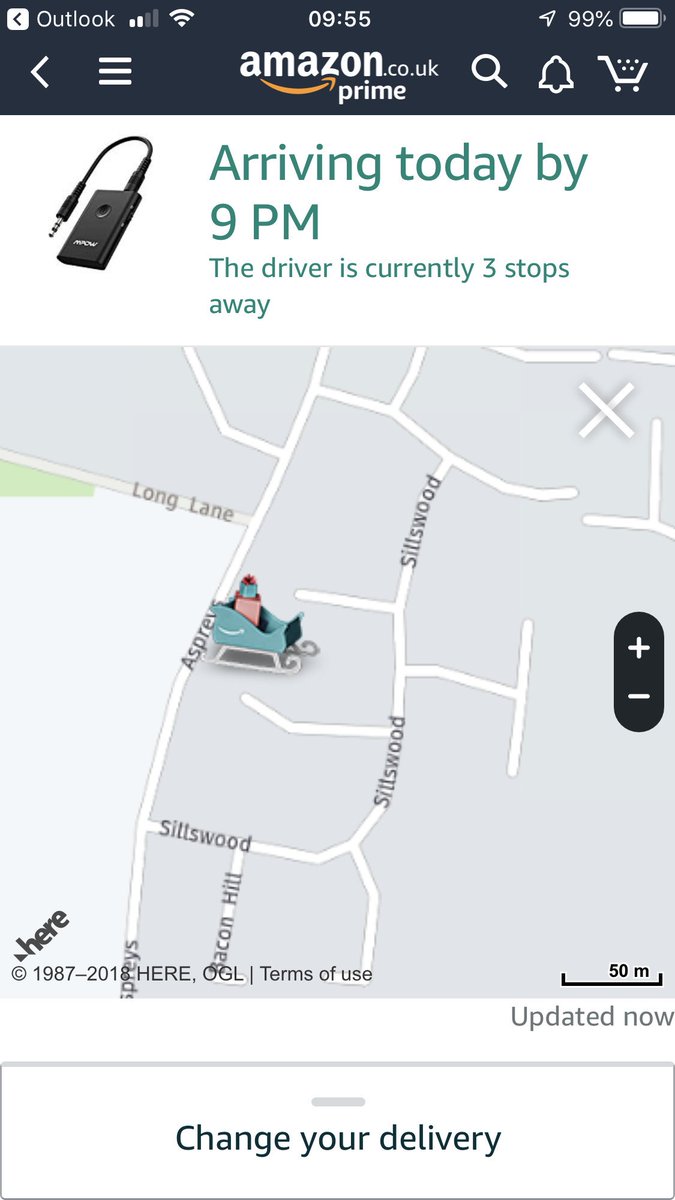 Outlook 09:55 99%
amazon.co.uk
prime
MPOW
Arriving today by
9 PM
The driver is currently 3 stops
away
Long Lane
Sillswood
Aspreys
Sillswood
Sillswood
Bacon Hill
spreys
here
© 1987–2018 HERE, OGL | Terms of use
50 m
Updated now
Change your delivery